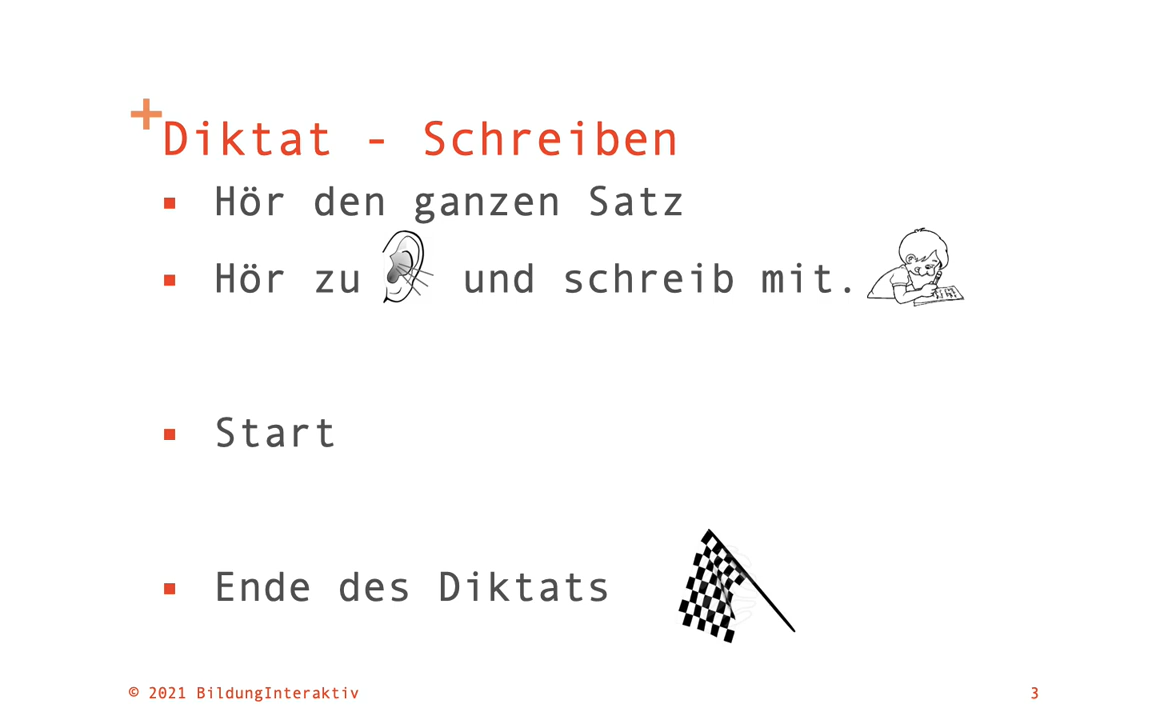 +
Diktat - Schreiben
▪ Hör den ganzen Satz
▪ Hör zu und schreib mit.
▪ Start
▪ Ende des Diktats
© 2021 BildungInteraktiv 3